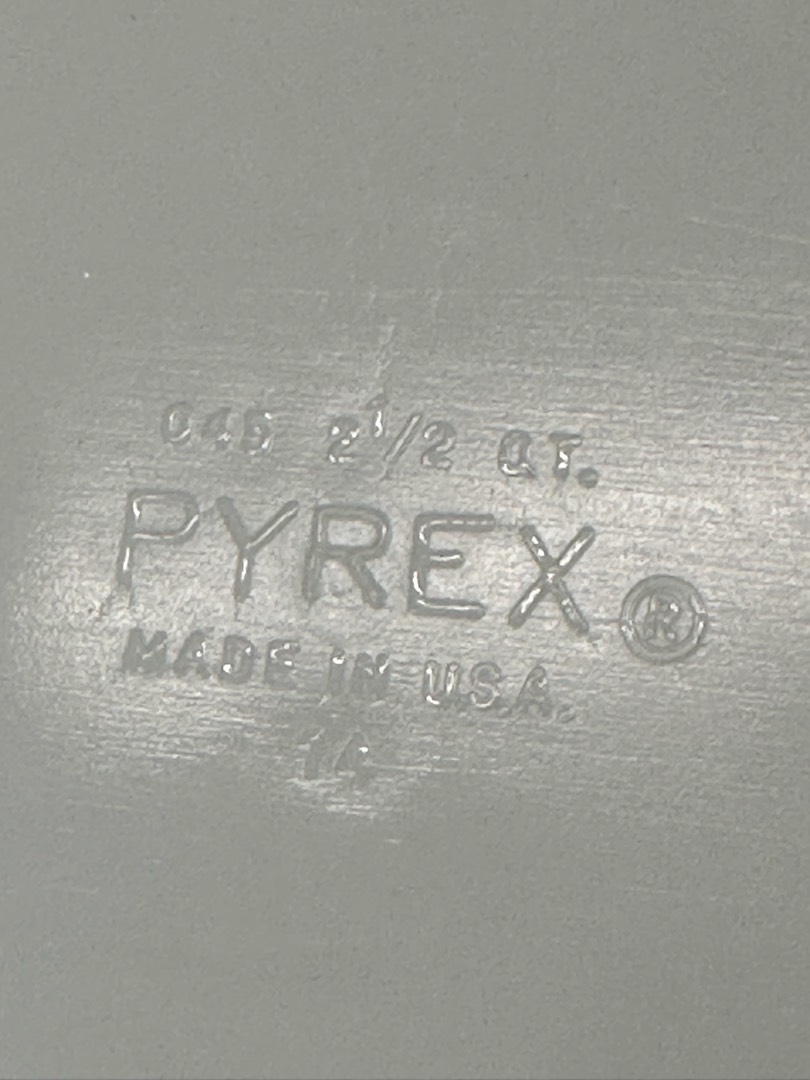 045 2 1/2 QT.
PYREX ®
MADE IN U.S.A.
14